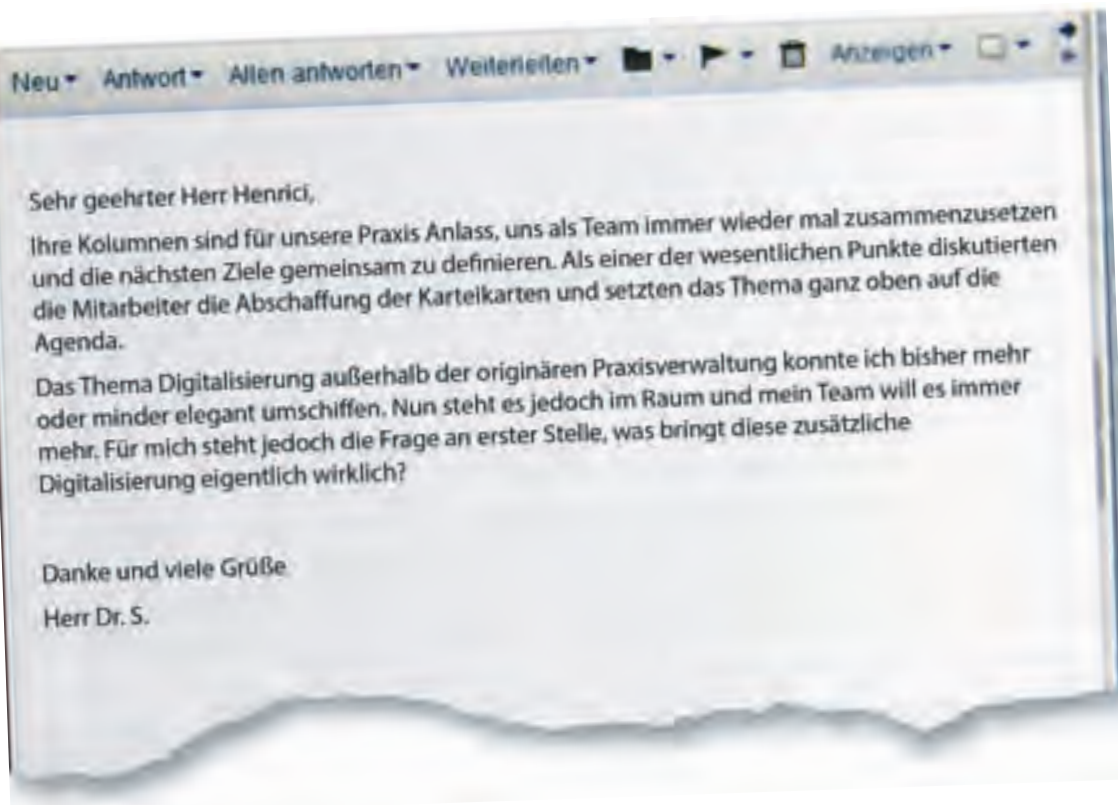 Neu Antwort Allen antworten Weiterleiten Anzeigen
Sehr geehrter Herr Henrici,
Ihre Kolumnen sind für unsere Praxis Anlass, uns als Team immer wieder mal zusammenzusetzen
und die nächsten Ziele gemeinsam zu definieren. Als einer der wesentlichen Punkte diskutierten
die Mitarbeiter die Abschaffung der Karteikarten und setzten das Thema ganz oben auf die
Agenda.
Das Thema Digitalisierung außerhalb der originären Praxisverwaltung konnte ich bisher mehr
oder minder elegant umschiffen. Nun steht es jedoch im Raum und mein Team will es immer
mehr. Für mich steht jedoch die Frage an erster Stelle, was bringt diese zusätzliche
Digitalisierung eigentlich wirklich?
Danke und viele Grüße
Herr Dr. S.